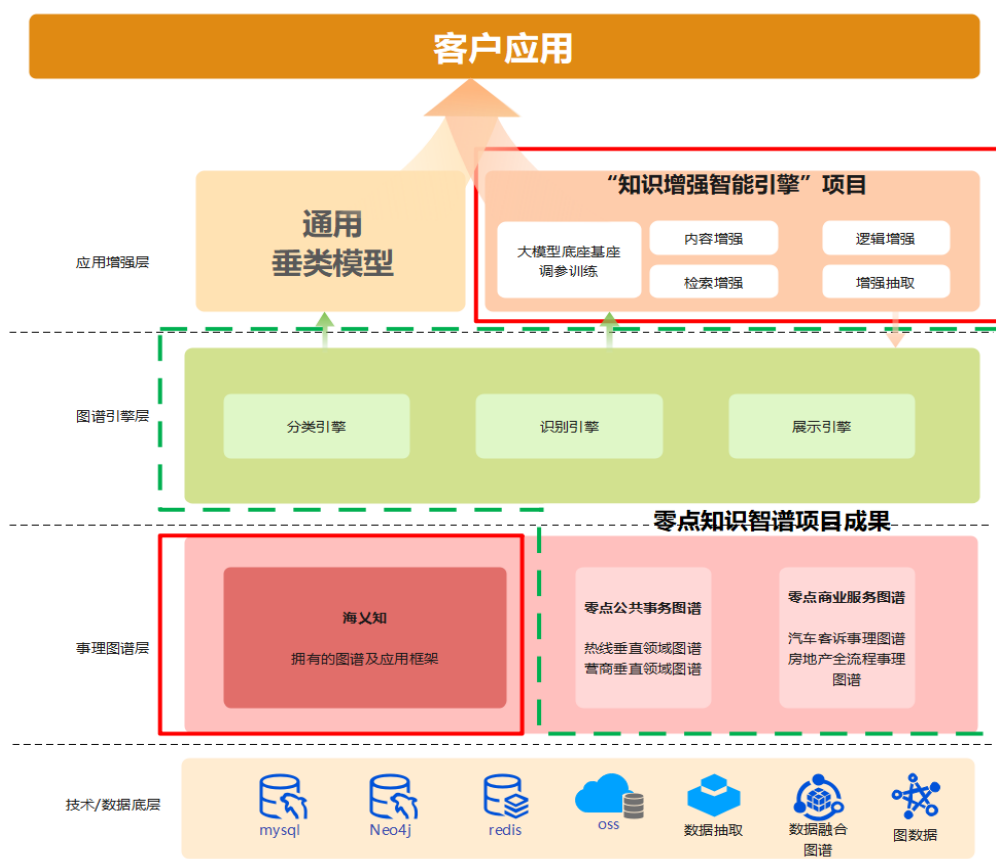 客户应用
“知识增强智能引擎”项目
通用
垂类模型
大模型底座基座
调参训练
内容增强
逻辑增强
检索增强
增强抽取
应用增强层
图谱引擎层
分类引擎
识别引擎
展示引擎
零点知识智谱项目成果
事理图谱层
海乂知
拥有的图谱及应用框架
零点公共事务图谱
热线垂直领域图谱
营商垂直领域图谱
零点商业服务图谱
汽车客诉事理图谱
房地产全流程事理
图谱
技术/数据底层
mysql
Neo4j
redis
oss
数据抽取
数据融合
图谱
图数据